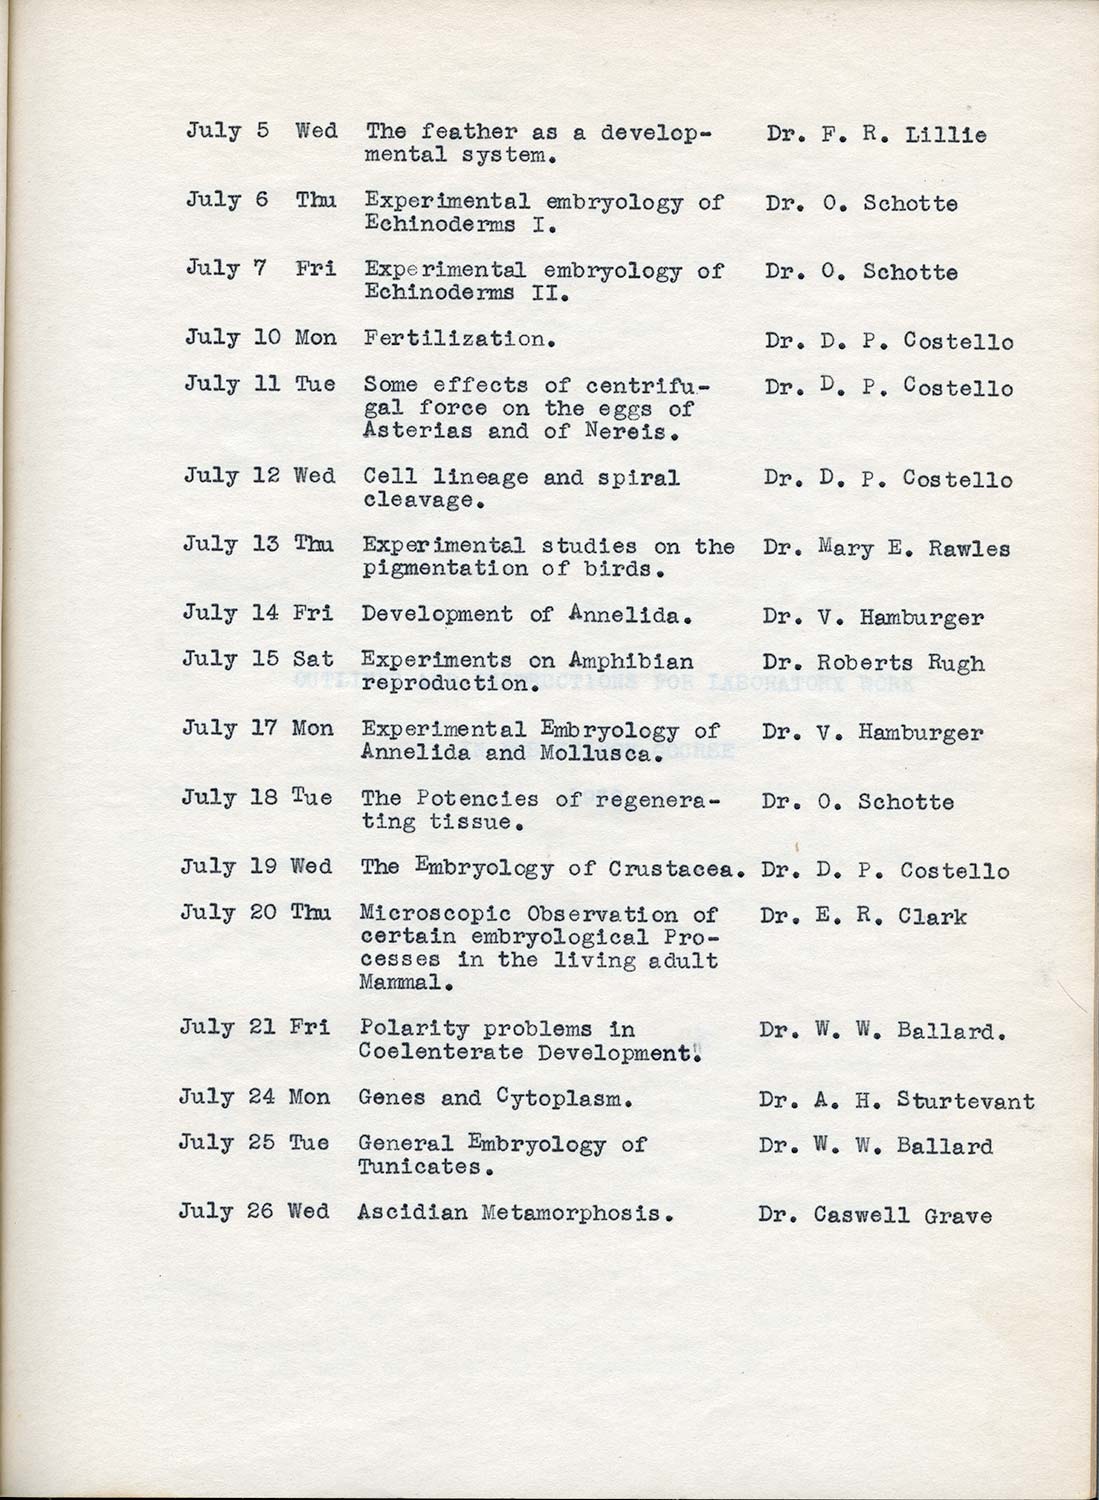 July 5 Wed The feather as a develop- Dr. F. R. Lillie
mental system.
July 6 Thu Experimental embryology of Dr. O. Schotte
Echinoderms I.
July 7 Fri Experimental embryology of Dr. O. Schotte
Echinoderms II.
July 10 Mon Fertilization. Dr. D. P. Costello
July 11 Tue Some effects of centrifu- Dr. D. P. Costello
gal force on the eggs of
Asterias and of Nereis.
July 12 Wed Cell lineage and spiral Dr. D. P. Costello
cleavage.
July 13 Thu Experimental studies on the Dr. Mary E. Rawles
pigmentation of birds.
July 14 Fri Development of Annelida. Dr. V. Hamburger
July 15 Sat Experiments on Amphibian Dr. Roberts Rugh
reproduction.
July 17 Mon Experimental Embryology of Dr. V. Hamburger
Annelida and Mollusca.
July 18 Tue The Potencies of regenera- Dr. O. Schotte
ting tissue.
July 19 Wed The Embryology of Crustacea. Dr. D. P. Costello
July 20 Thu Microscopic Observation of Dr. E. R. Clark
certain embryological Pro-
cesses in the living adult
Mammal.
July 21 Fri Polarity problems in Dr. W. W. Ballard.
Coelenterate Development."
July 24 Mon Genes and Cytoplasm. Dr. A. H. Sturtevant
July 25 Tue General Embryology of Dr. W. W. Ballard
Tunicates.
July 26 Wed Ascidian Metamorphosis. Dr. Caswell Grave